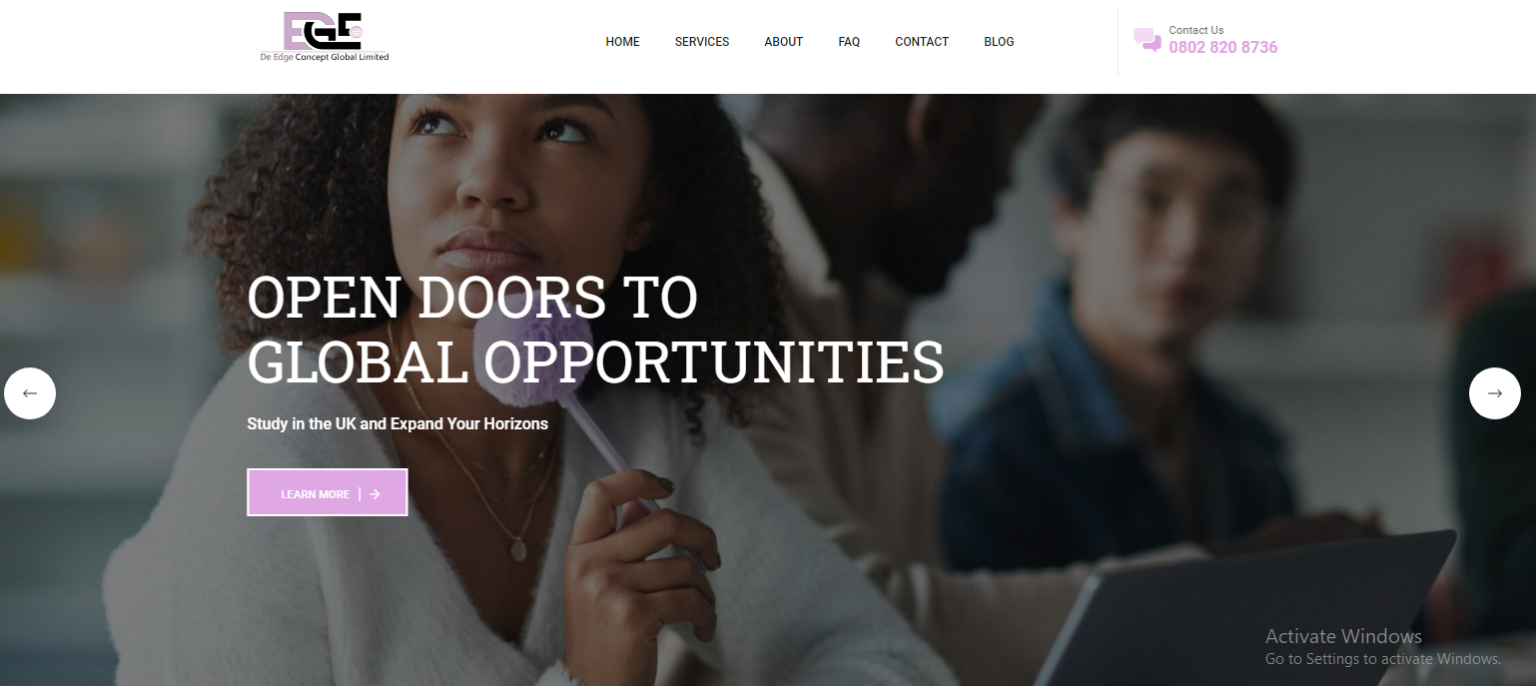 EGE
De Edge Concept Global Limited
HOME SERVICES ABOUT FAQ CONTACT BLOG
Contact Us
0802 820 8736
OPEN DOORS TO
GLOBAL OPPORTUNITIES
Study in the UK and Expand Your Horizons
LEARN MORE
Activate Windows
Go to Settings to activate Windows.